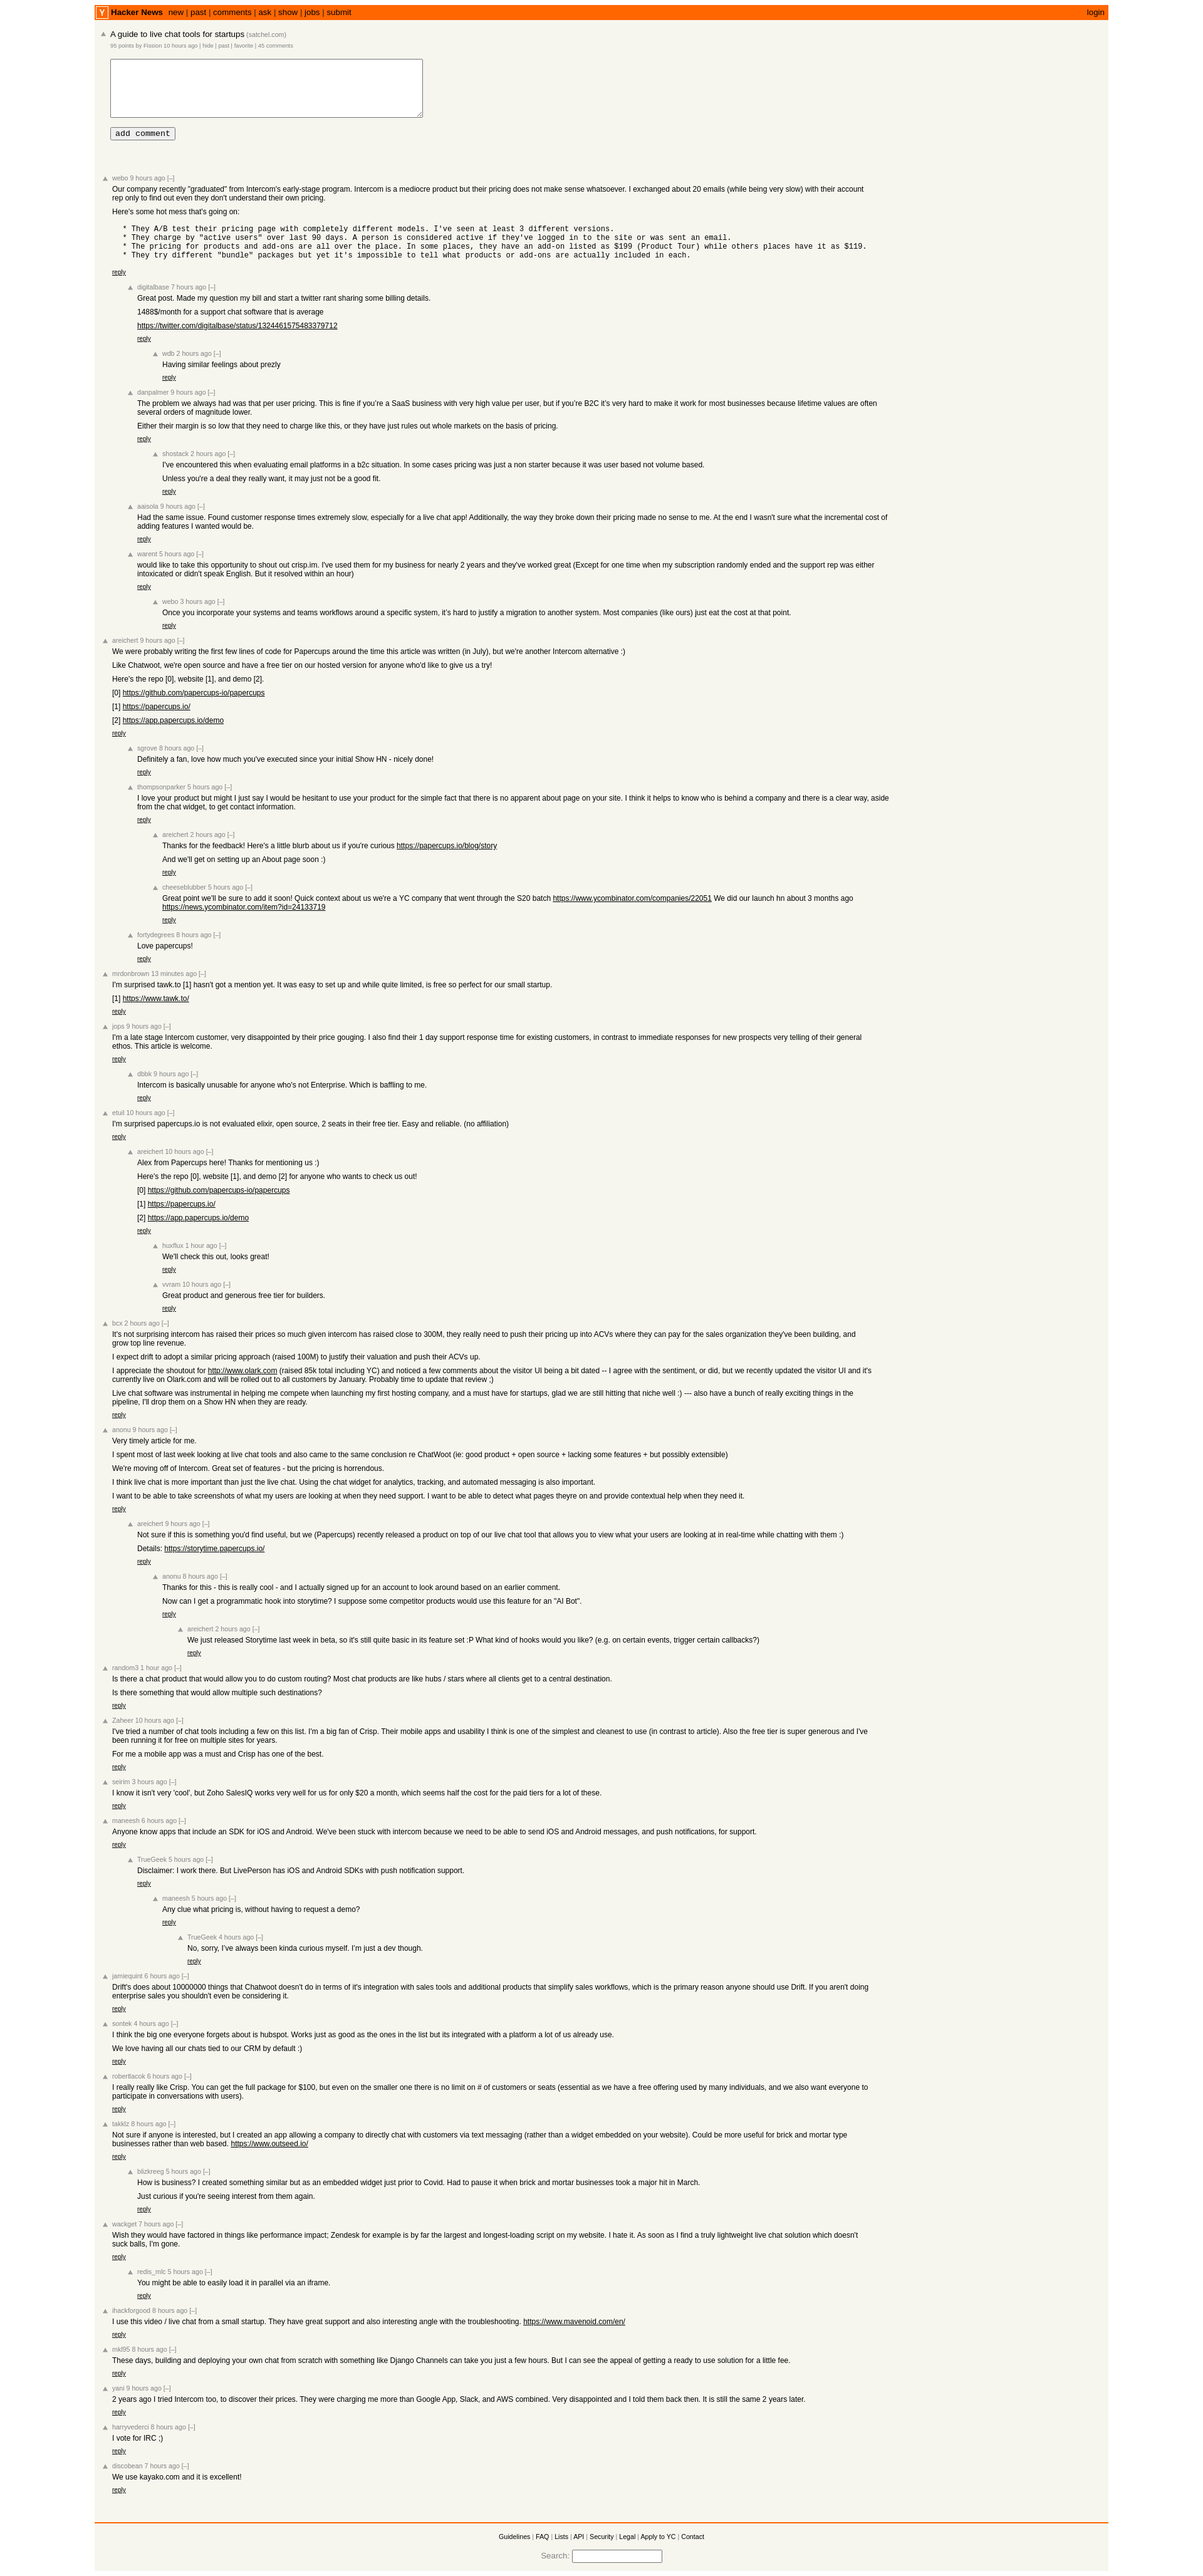 Y Hacker News new | past | comments | ask | show | jobs | submit login
A guide to live chat tools for startups (satchel.com)
95 points by Fission 10 hours ago | hide | past | favorite | 45 comments
add comment
webo 9 hours ago [–]
Our company recently "graduated" from Intercom's early-stage program. Intercom is a mediocre product but their pricing does not make sense whatsoever. I exchanged about 20 emails (while being very slow) with their account
rep only to find out even they don't understand their own pricing.
Here's some hot mess that's going on:
* They A/B test their pricing page with completely different models. I've seen at least 3 different versions.
* They charge by "active users" over last 90 days. A person is considered active if they've logged in to the site or was sent an email.
* The pricing for products and add-ons are all over the place. In some places, they have an add-on listed as $199 (Product Tour) while others places have it as $119.
* They try different "bundle" packages but yet it's impossible to tell what products or add-ons are actually included in each.
reply
digitalbase 7 hours ago [–]
Great post. Made my question my bill and start a twitter rant sharing some billing details.
1488$/month for a support chat software that is average
https://twitter.com/digitalbase/status/1324461575483379712
reply
wdb 2 hours ago [–]
Having similar feelings about prezly
reply
danpalmer 9 hours ago [–]
The problem we always had was that per user pricing. This is fine if you're a SaaS business with very high value per user, but if you're B2C it's very hard to make it work for most businesses because lifetime values are often
several orders of magnitude lower.
Either their margin is so low that they need to charge like this, or they have just rules out whole markets on the basis of pricing.
reply
shostack 2 hours ago [–]
I've encountered this when evaluating email platforms in a b2c situation. In some cases pricing was just a non starter because it was user based not volume based.
Unless you're a deal they really want, it may just not be a good fit.
reply
aaisola 9 hours ago [–]
Had the same issue. Found customer response times extremely slow, especially for a live chat app! Additionally, the way they broke down their pricing made no sense to me. At the end I wasn't sure what the incremental cost of
adding features I wanted would be.
reply
warent 5 hours ago [–]
would like to take this opportunity to shout out crisp.im. I've used them for my business for nearly 2 years and they've worked great (Except for one time when my subscription randomly ended and the support rep was either
intoxicated or didn't speak English. But it resolved within an hour)
reply
webo 3 hours ago [–]
Once you incorporate your systems and teams workflows around a specific system, it's hard to justify a migration to another system. Most companies (like ours) just eat the cost at that point.
reply
areichert 9 hours ago [–]
We were probably writing the first few lines of code for Papercups around the time this article was written (in July), but we're another Intercom alternative :)
Like Chatwoot, we're open source and have a free tier on our hosted version for anyone who'd like to give us a try!
Here's the repo [0], website [1], and demo [2].
[0] https://github.com/papercups-io/papercups
[1] https://papercups.io/
[2] https://app.papercups.io/demo
reply
sgrove 8 hours ago [–]
Definitely a fan, love how much you've executed since your initial Show HN - nicely done!
reply
thompsonparker 5 hours ago [–]
I love your product but might I just say I would be hesitant to use your product for the simple fact that there is no apparent about page on your site. I think it helps to know who is behind a company and there is a clear way, aside
from the chat widget, to get contact information.
reply
areichert 2 hours ago [–]
Thanks for the feedback! Here's a little blurb about us if you're curious https://papercups.io/blog/story
And we'll get on setting up an About page soon :)
reply
cheeseblubber 5 hours ago [–]
Great point we'll be sure to add it soon! Quick context about us we're a YC company that went through the S20 batch https://www.ycombinator.com/companies/22051 We did our launch hn about 3 months ago
https://news.ycombinator.com/item?id=24133719
reply
fortydegrees 8 hours ago [–]
Love papercups!
reply
mrdonbrown 13 minutes ago [–]
I'm surprised tawk.to [1] hasn't got a mention yet. It was easy to set up and while quite limited, is free so perfect for our small startup.
[1] https://www.tawk.to/
reply
jops 9 hours ago [–]
I'm a late stage Intercom customer, very disappointed by their price gouging. I also find their 1 day support response time for existing customers, in contrast to immediate responses for new prospects very telling of their general
ethos. This article is welcome.
reply
dbbk 9 hours ago [–]
Intercom is basically unusable for anyone who's not Enterprise. Which is baffling to me.
reply
etuil 10 hours ago [–]
I'm surprised papercups.io is not evaluated elixir, open source, 2 seats in their free tier. Easy and reliable. (no affiliation)
reply
areichert 10 hours ago [–]
Alex from Papercups here! Thanks for mentioning us :)
Here's the repo [0], website [1], and demo [2] for anyone who wants to check us out!
[0] https://github.com/papercups-io/papercups
[1] https://papercups.io/
[2] https://app.papercups.io/demo
reply
huxflux 1 hour ago [–]
We'll check this out, looks great!
reply
vvram 10 hours ago [–]
Great product and generous free tier for builders.
reply
bcx 2 hours ago [–]
It's not surprising intercom has raised their prices so much given intercom has raised close to 300M, they really need to push their pricing up into ACVs where they can pay for the sales organization they've been building, and
grow top line revenue.
I expect drift to adopt a similar pricing approach (raised 100M) to justify their valuation and push their ACVs up.
I appreciate the shoutout for http://www.olark.com (raised 85k total including YC) and noticed a few comments about the visitor UI being a bit dated -- I agree with the sentiment, or did, but we recently updated the visitor UI and it's
currently live on Olark.com and will be rolled out to all customers by January. Probably time to update that review ;)
Live chat software was instrumental in helping me compete when launching my first hosting company, and a must have for startups, glad we are still hitting that niche well :) --- also have a bunch of really exciting things in the
pipeline, I'll drop them on a Show HN when they are ready.
reply
anonu 9 hours ago [–]
Very timely article for me.
I spent most of last week looking at live chat tools and also came to the same conclusion re ChatWoot (ie: good product + open source + lacking some features + but possibly extensible)
We're moving off of Intercom. Great set of features - but the pricing is horrendous.
I think live chat is more important than just the live chat. Using the chat widget for analytics, tracking, and automated messaging is also important.
I want to be able to take screenshots of what my users are looking at when they need support. I want to be able to detect what pages theyre on and provide contextual help when they need it.
reply
areichert 9 hours ago [–]
Not sure if this is something you'd find useful, but we (Papercups) recently released a product on top of our live chat tool that allows you to view what your users are looking at in real-time while chatting with them :)
Details: https://storytime.papercups.io/
reply
anonu 8 hours ago [–]
Thanks for this - this is really cool - and I actually signed up for an account to look around based on an earlier comment.
Now can I get a programmatic hook into storytime? I suppose some competitor products would use this feature for an "AI Bot".
reply
areichert 2 hours ago [–]
We just released Storytime last week in beta, so it's still quite basic in its feature set :P What kind of hooks would you like? (e.g. on certain events, trigger certain callbacks?)
reply
random3 1 hour ago [–]
Is there a chat product that would allow you to do custom routing? Most chat products are like hubs / stars where all clients get to a central destination.
Is there something that would allow multiple such destinations?
reply
Zaheer 10 hours ago [–]
I've tried a number of chat tools including a few on this list. I'm a big fan of Crisp. Their mobile apps and usability I think is one of the simplest and cleanest to use (in contrast to article). Also the free tier is super generous and I've
been running it for free on multiple sites for years.
For me a mobile app was a must and Crisp has one of the best.
reply
seirim 3 hours ago [–]
I know it isn't very 'cool', but Zoho SalesIQ works very well for us for only $20 a month, which seems half the cost for the paid tiers for a lot of these.
reply
maneesh 6 hours ago [–]
Anyone know apps that include an SDK for iOS and Android. We've been stuck with intercom because we need to be able to send iOS and Android messages, and push notifications, for support.
reply
TrueGeek 5 hours ago [–]
Disclaimer: I work there. But LivePerson has iOS and Android SDKs with push notification support.
reply
maneesh 5 hours ago [–]
Any clue what pricing is, without having to request a demo?
reply
TrueGeek 4 hours ago [–]
No, sorry, I've always been kinda curious myself. I'm just a dev though.
reply
jamiequint 6 hours ago [–]
Drift's does about 10000000 things that Chatwoot doesn't do in terms of it's integration with sales tools and additional products that simplify sales workflows, which is the primary reason anyone should use Drift. If you aren't doing
enterprise sales you shouldn't even be considering it.
reply
sontek 4 hours ago [–]
I think the big one everyone forgets about is hubspot. Works just as good as the ones in the list but its integrated with a platform a lot of us already use.
We love having all our chats tied to our CRM by default :)
reply
robertlacok 6 hours ago [–]
I really really like Crisp. You can get the full package for $100, but even on the smaller one there is no limit on # of customers or seats (essential as we have a free offering used by many individuals, and we also want everyone to
participate in conversations with users).
reply
takklz 8 hours ago [–]
Not sure if anyone is interested, but I created an app allowing a company to directly chat with customers via text messaging (rather than a widget embedded on your website). Could be more useful for brick and mortar type
businesses rather than web based. https://www.outseed.io/
reply
blizkreeg 5 hours ago [–]
How is business? I created something similar but as an embedded widget just prior to Covid. Had to pause it when brick and mortar businesses took a major hit in March.
Just curious if you're seeing interest from them again.
reply
wackget 7 hours ago [–]
Wish they would have factored in things like performance impact; Zendesk for example is by far the largest and longest-loading script on my website. I hate it. As soon as I find a truly lightweight live chat solution which doesn't
suck balls, I'm gone.
reply
redis_mlc 5 hours ago [–]
You might be able to easily load it in parallel via an iframe.
reply
ihackforgood 8 hours ago [–]
I use this video / live chat from a small startup. They have great support and also interesting angle with the troubleshooting. https://www.mavenoid.com/en/
reply
mkl95 8 hours ago [–]
These days, building and deploying your own chat from scratch with something like Django Channels can take you just a few hours. But I can see the appeal of getting a ready to use solution for a little fee.
reply
yani 9 hours ago [–]
2 years ago I tried Intercom too, to discover their prices. They were charging me more than Google App, Slack, and AWS combined. Very disappointed and I told them back then. It is still the same 2 years later.
reply
harryvederci 8 hours ago [–]
I vote for IRC ;)
reply
discobean 7 hours ago [–]
We use kayako.com and it is excellent!
reply
Guidelines | FAQ | Lists | API | Security | Legal | Apply to YC | Contact
Search: